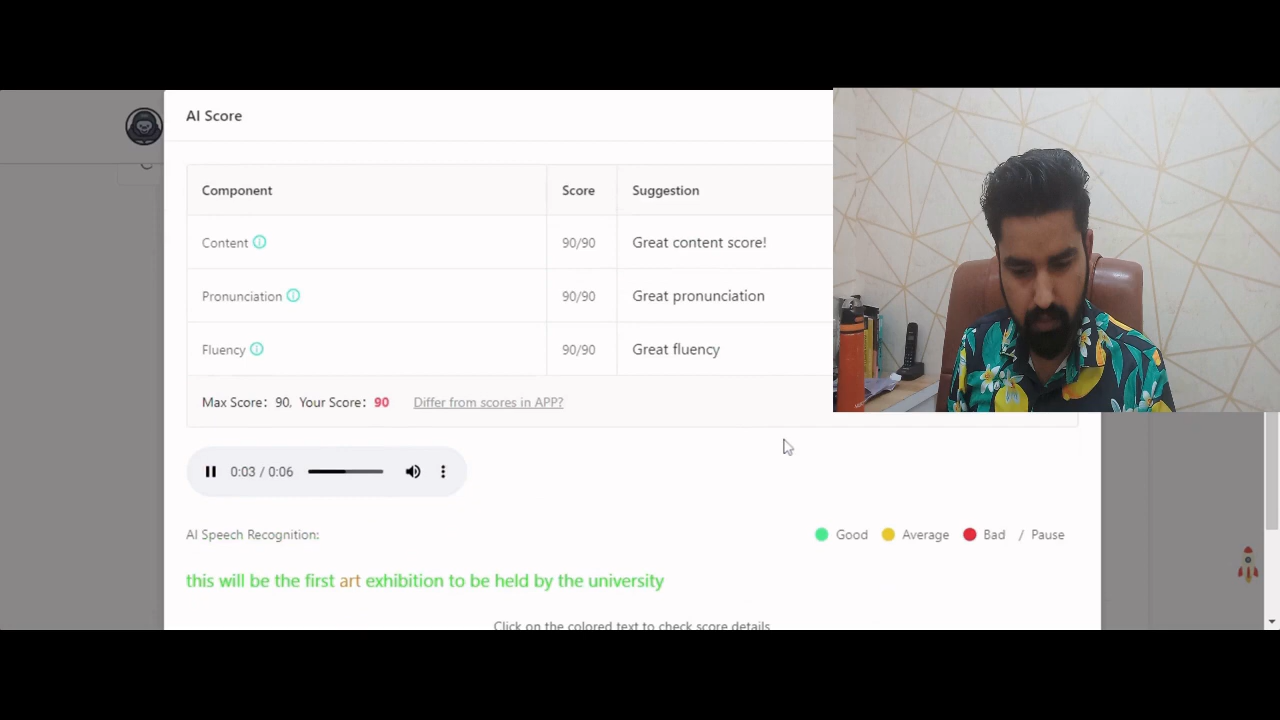 AI Score
Component Score Suggestion
Content 90/90 Great content score!
Pronunciation 90/90 Great pronunciation
Fluency 90/90 Great fluency
Max Score: 90, Your Score: 90 Differ from scores in APP?
0:03 / 0:06
AI Speech Recognition: Good Average Bad / Pause
this will be the first art exhibition to be held by the university
Click on the colored text to check score details